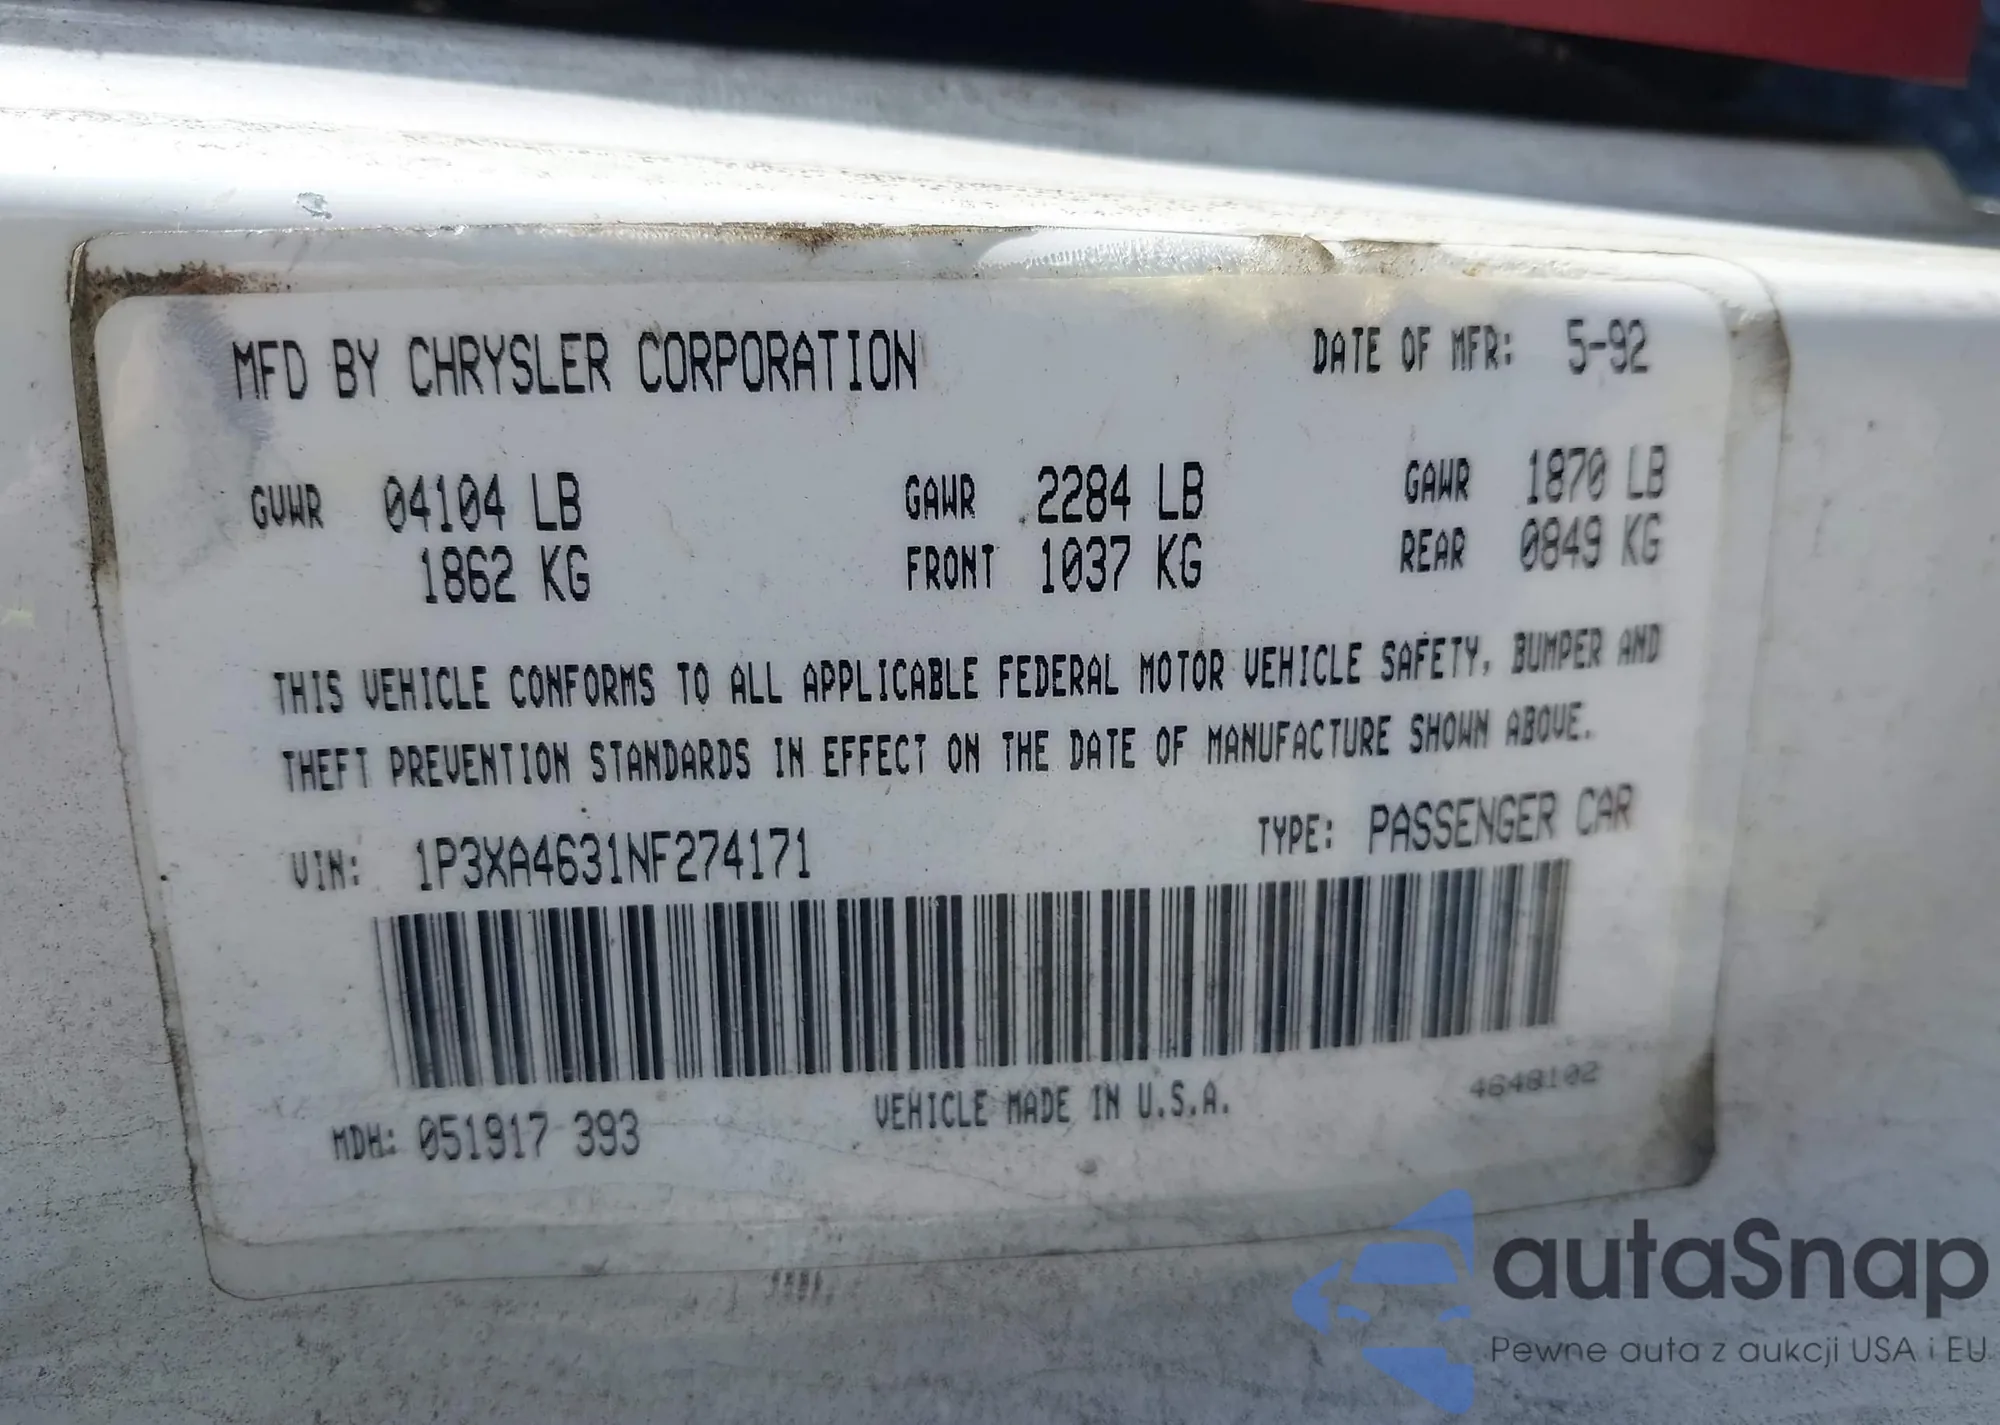 MFD BY CHRYSLER CORPORATION DATE OF MFR: 5-92
GVWR 04104 LB GAWR 2284 LB GAWR 1870 LB
1862 KG FRONT 1037 KG REAR 0849 KG
THIS VEHICLE CONFORMS TO ALL APPLICABLE FEDERAL MOTOR VEHICLE SAFETY, BUMPER AND
THEFT PREVENTION STANDARDS IN EFFECT ON THE DATE OF MANUFACTURE SHOWN ABOVE.
VIN: 1P3XA4631NF274171 TYPE: PASSENGER CAR
MDH: 051917 393 VEHICLE MADE IN U.S.A. 4648102
autaSnap
Pewne auta z aukcji USA i EU